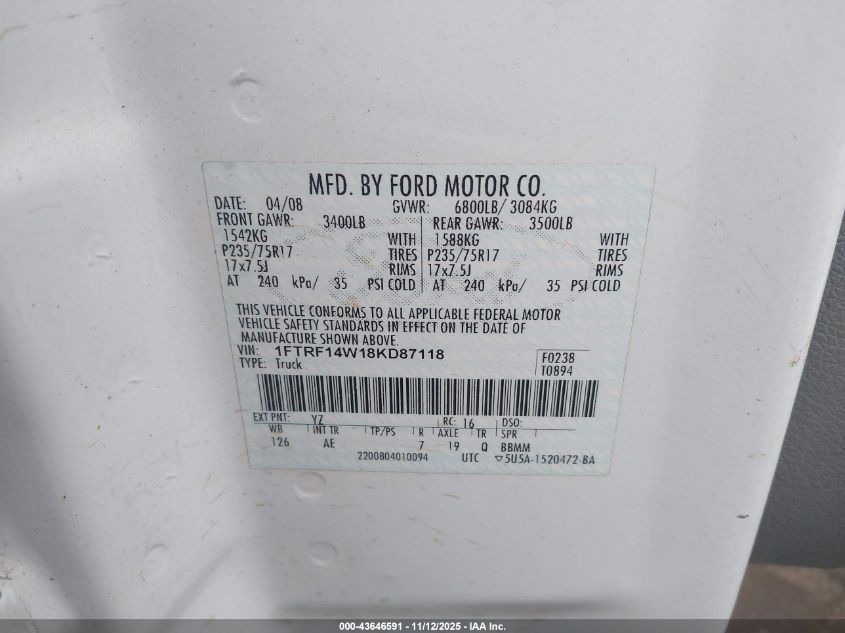 MFD. BY FORD MOTOR CO.
DATE: 04/08 GVWR: 6800LB/ 3084KG
FRONT GAWR: 3400LB REAR GAWR: 3500LB
1542KG WITH 1588KG WITH
P235/75R17 TIRES P235/75R17 TIRES
17x7.5J RIMS 17x7.5J RIMS
AT 240 kPa/ 35 PSI COLD AT 240 kPa/ 35 PSI COLD
THIS VEHICLE CONFORMS TO ALL APPLICABLE FEDERAL MOTOR
VEHICLE SAFETY STANDARDS IN EFFECT ON THE DATE OF
MANUFACTURE SHOWN ABOVE.
VIN: 1FTRF14W18KD87118 F0238
TYPE: Truck T0894
EXT PNT: YZ RC: 16 DSO:
WB INT TR TP/PS R AXLE TR SPR
126 AE 7 19 Q BBMM
2200804010094 UTC ▽5U5A-1520472-BA
000-43646591 - 11/12/2025 - IAA Inc.